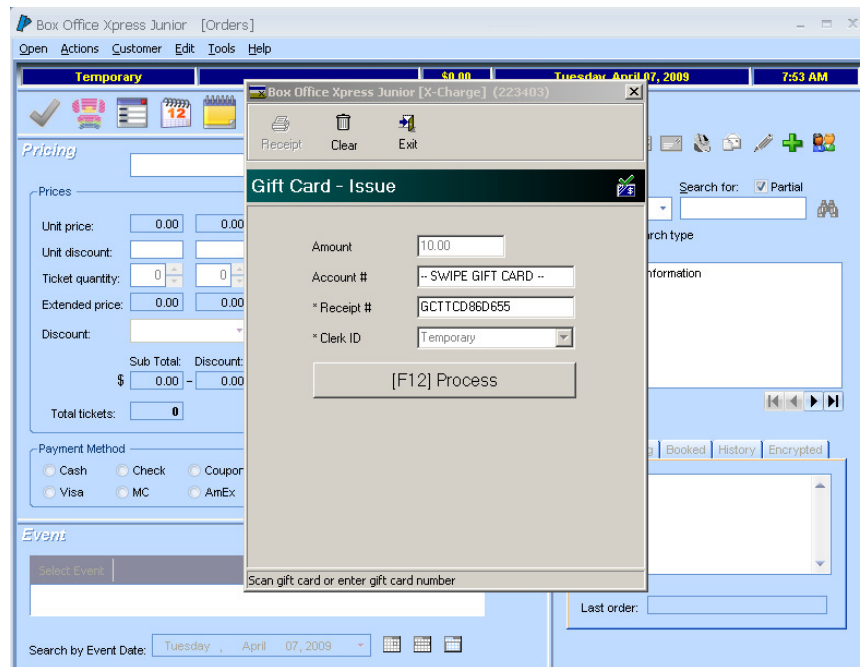 Box Office Xpress Junior [Orders]
Open Actions Customer Edit Tools Help
Temporary $0.00 Tuesday, April 07, 2009 7:53 AM
12
Box Office Xpress Junior [X-Charge] (223403)
Receipt Clear Exit
Gift Card - Issue
Amount 10.00
Account # -- SWIPE GIFT CARD --
* Receipt # GCTTCD86D655
* Clerk ID Temporary
[F12] Process
Scan gift card or enter gift card number
Pricing
Prices
Unit price: 0.00 0.00
Unit discount:
Ticket quantity: 0 0
Extended price: 0.00 0.00
Discount:
Sub Total: Discount:
$ 0.00 - 0.00
Total tickets: 0
Payment Method
Cash Check Coupon
Visa MC AmEx
Event
Select Event
Search by Event Date: Tuesday , April 07, 2009
Search for: Partial
rch type
nformation
g Booked History Encrypted
Last order: